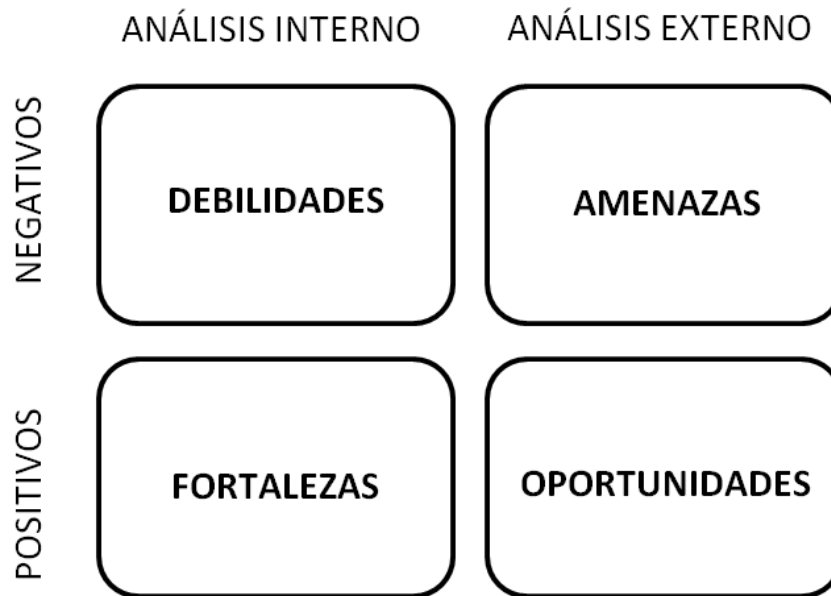 ANÁLISIS INTERNO
ANÁLISIS EXTERNO
NEGATIVOS
DEBILIDADES
AMENAZAS
POSITIVOS
FORTALEZAS
OPORTUNIDADES